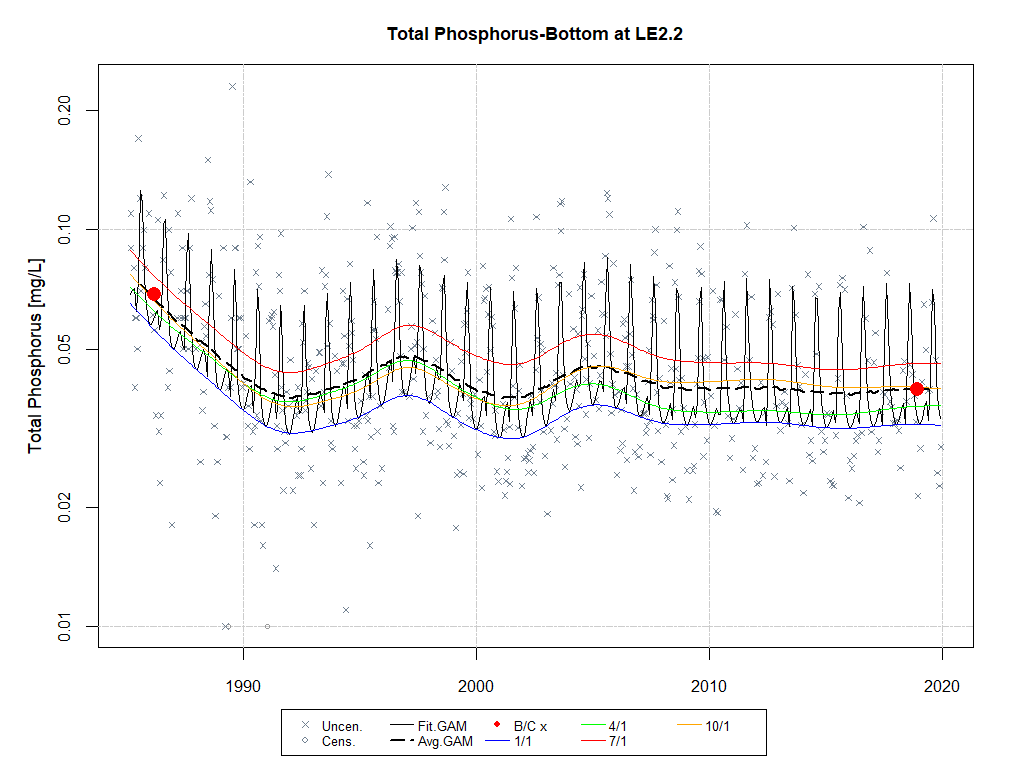 Total Phosphorus-Bottom at LE2.2
Total Phosphorus [mg/L]
0.20
0.10
0.05
0.02
0.01
1990 2000 2010 2020
Uncen. Fit.GAM B/C x 4/1 10/1
Cens. Avg.GAM 1/1 7/1